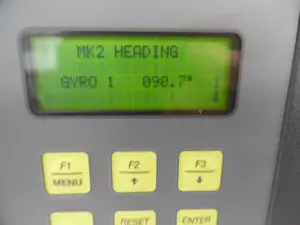 MK2 HEADING
GYRO 1 090.7°
F1 F2 F3
MENU ↑ ↓
RESET ENTER